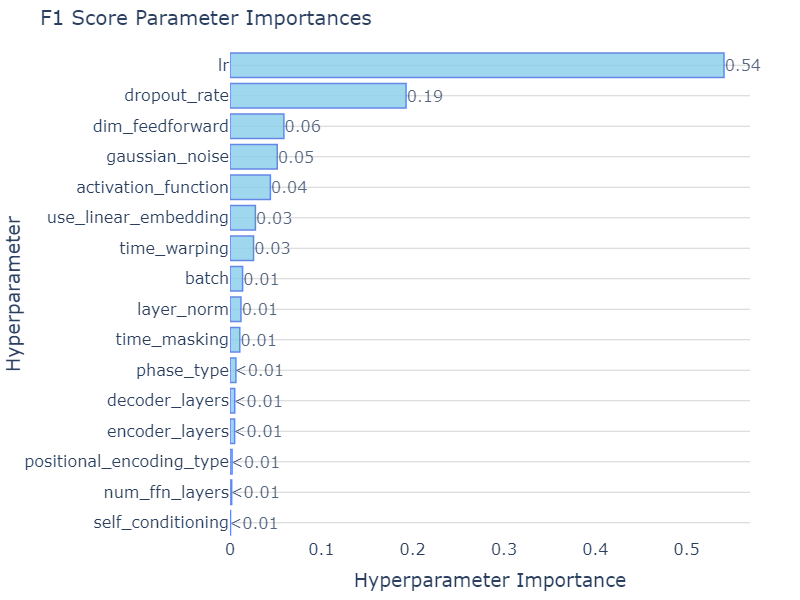 F1 Score Parameter Importances
Hyperparameter
lr 0.54
dropout_rate 0.19
dim_feedforward 0.06
gaussian_noise 0.05
activation_function 0.04
use_linear_embedding 0.03
time_warping 0.03
batch 0.01
layer_norm 0.01
time_masking 0.01
phase_type <0.01
decoder_layers <0.01
encoder_layers <0.01
positional_encoding_type <0.01
num_ffn_layers <0.01
self_conditioning <0.01
0 0.1 0.2 0.3 0.4 0.5
Hyperparameter Importance